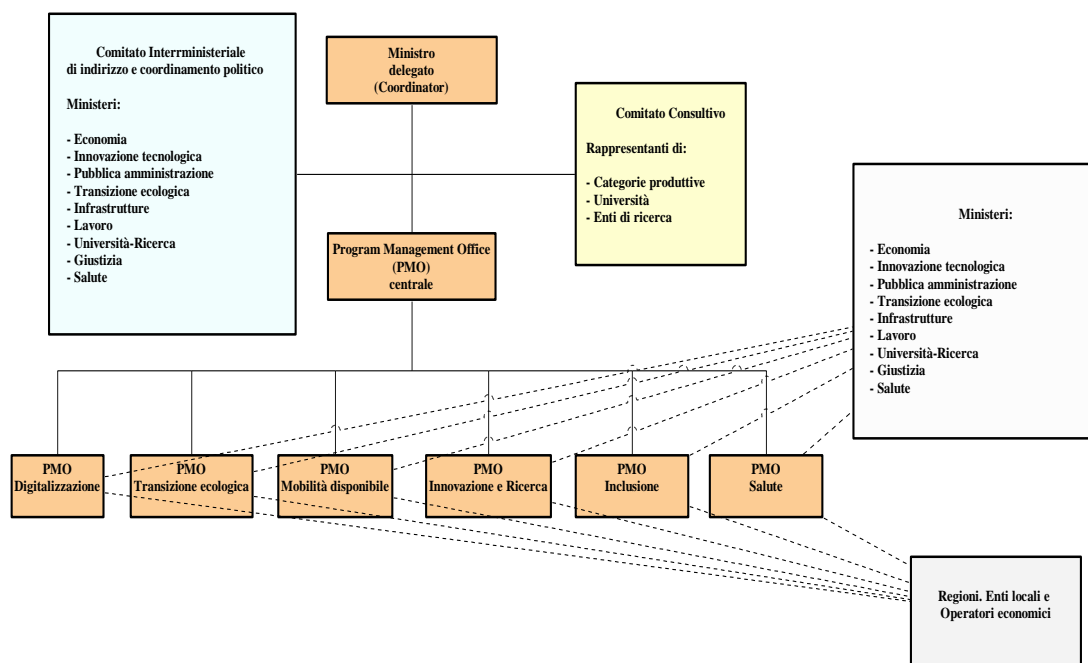 Comitato Interrministeriale
di indirizzo e coordinamento politico
Ministeri:
- Economia
- Innovazione tecnologica
- Pubblica amministrazione
- Transizione ecologica
- Infrastrutture
- Lavoro
- Università-Ricerca
- Giustizia
- Salute
Ministro
delegato
(Coordinator)
Comitato Consultivo
Rappresentanti di:
- Categorie produttive
- Università
- Enti di ricerca
Program Management Office
(PMO)
centrale
Ministeri:
- Economia
- Innovazione tecnologica
- Pubblica amministrazione
- Transizione ecologica
- Infrastrutture
- Lavoro
- Università-Ricerca
- Giustizia
- Salute
PMO
Digitalizzazione
PMO
Transizione ecologica
PMO
Mobilità disponibile
PMO
Innovazione e Ricerca
PMO
Inclusione
PMO
Salute
Regioni. Enti locali e
Operatori economici